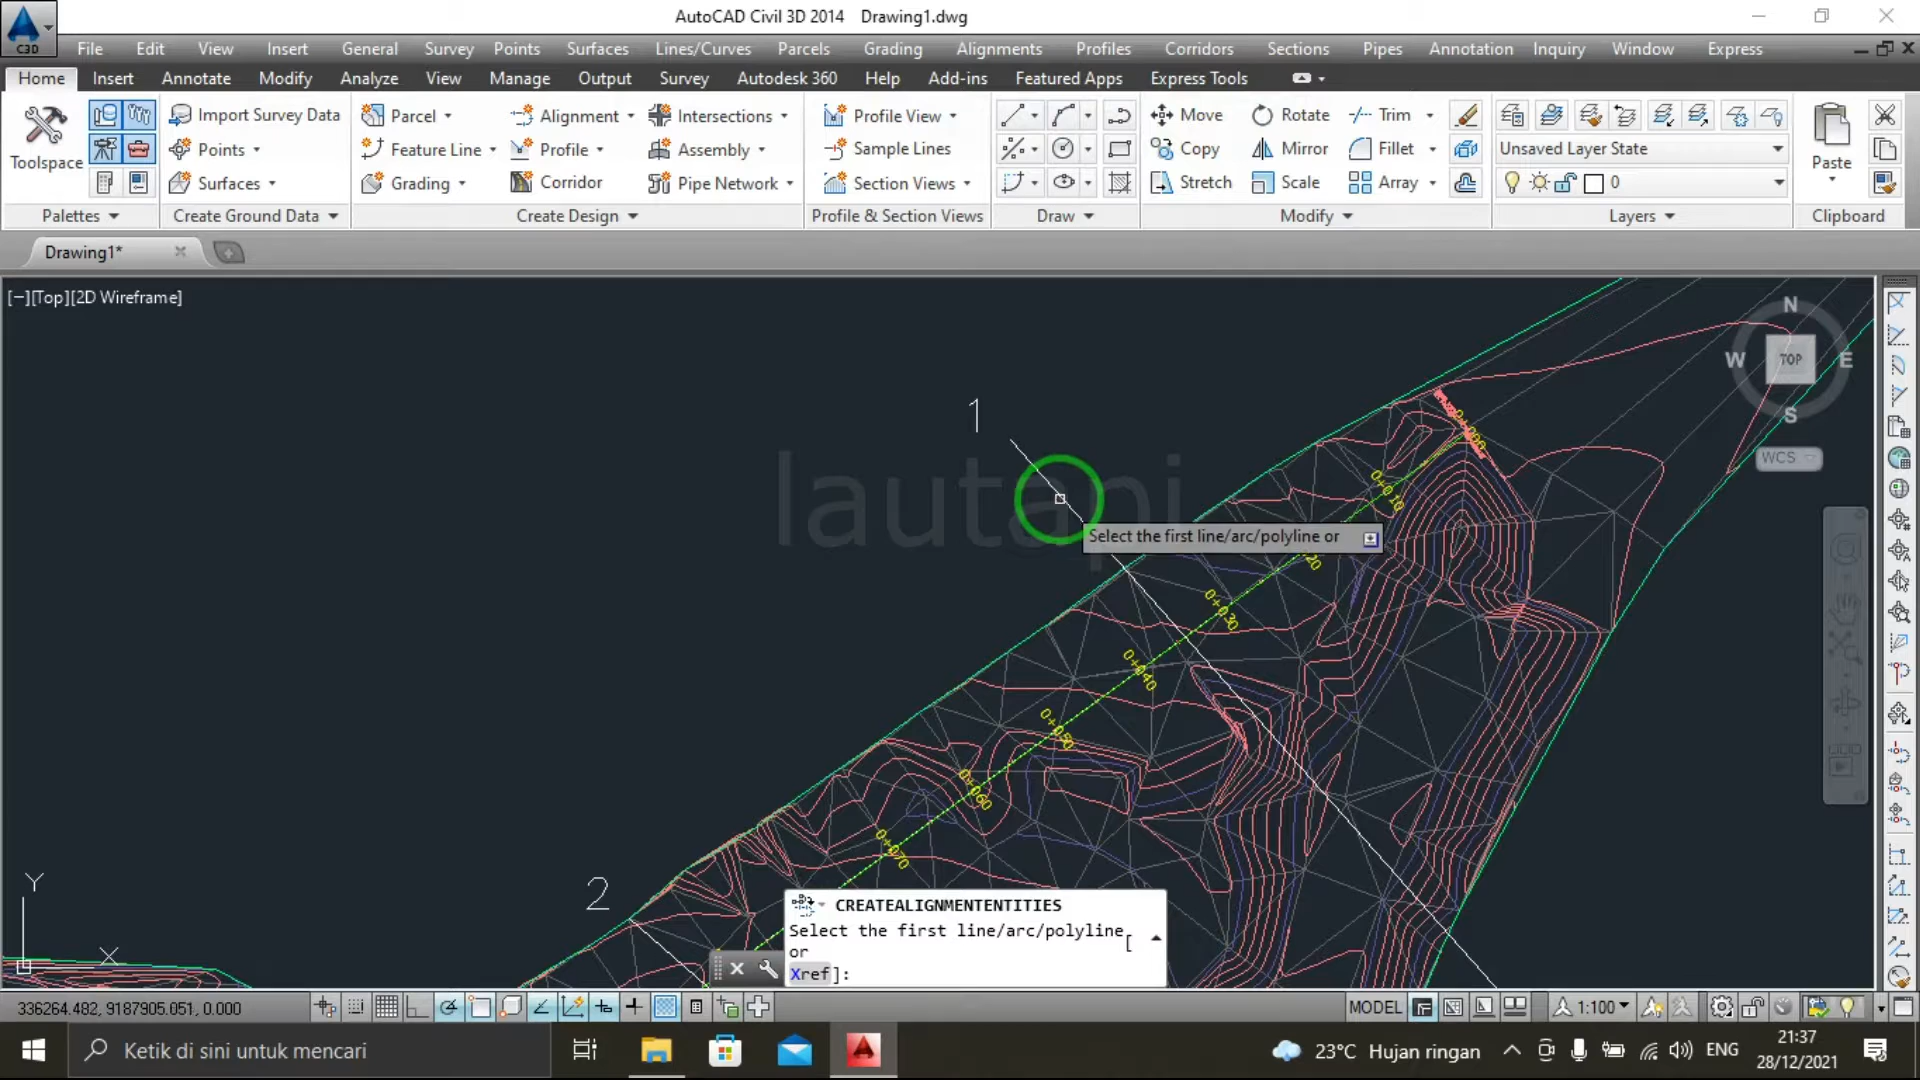 AutoCAD Civil 3D 2014 Drawing1.dwg
C3D
File Edit View Insert General Survey Points Surfaces Lines/Curves Parcels Grading Alignments Profiles Corridors Sections Pipes Annotation Inquiry Window Express
Home Insert Annotate Modify Analyze View Manage Output Survey Autodesk 360 Help Add-ins Featured Apps Express Tools
Import Survey Data Parcel Alignment Intersections Profile View Move Rotate Trim
Toolspace Points Feature Line Profile Assembly Sample Lines Copy Mirror Fillet Unsaved Layer State Paste
Surfaces Grading Corridor Pipe Network Section Views Stretch Scale Array 0
Palettes Create Ground Data Create Design Profile & Section Views Draw Modify Layers Clipboard
Drawing1*
[−][Top][2D Wireframe]
N
W TOP E
S
WCS
1
lautapi
Select the first line/arc/polyline or
0+000
0+010
20
0+030
0+040
0+050
0+060
0+070
2
Y
X
CREATEALIGNMENTENTITIES
Select the first line/arc/polyline [
or
Xref]:
336264.482, 9187905.051, 0.000 MODEL 1:100
Ketik di sini untuk mencari 23°C Hujan ringan ENG 21:37
28/12/2021